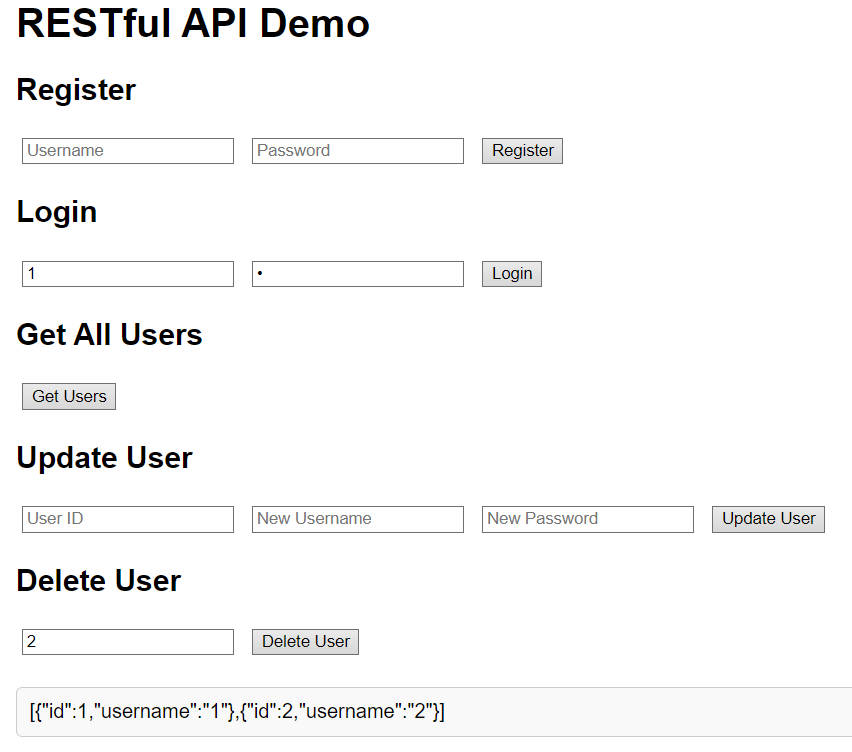 RESTful API Demo
Register
Username Password Register
Login
1 • Login
Get All Users
Get Users
Update User
User ID New Username New Password Update User
Delete User
2 Delete User
[{"id":1,"username":"1"},{"id":2,"username":"2"}]